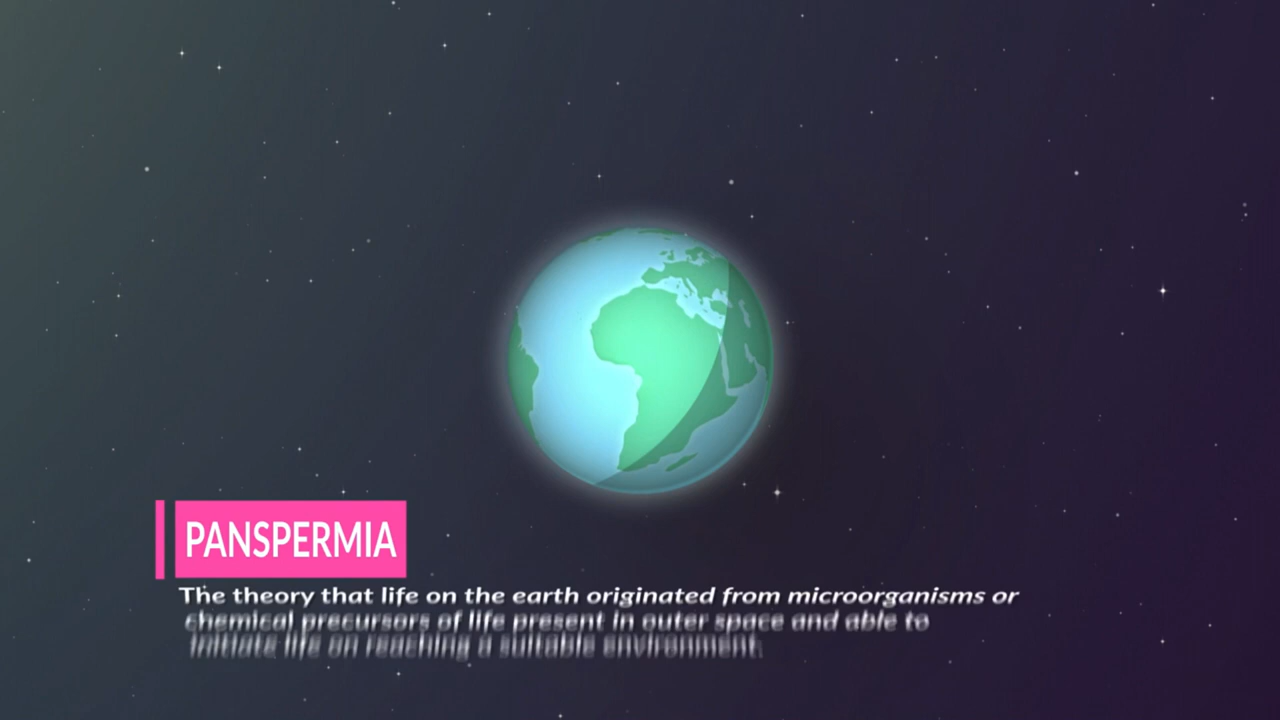 PANSPERMIA
The theory that life on the earth originated from microorganisms or
chemical precursors of life present in outer space and able to
initiate life on reaching a suitable environment.